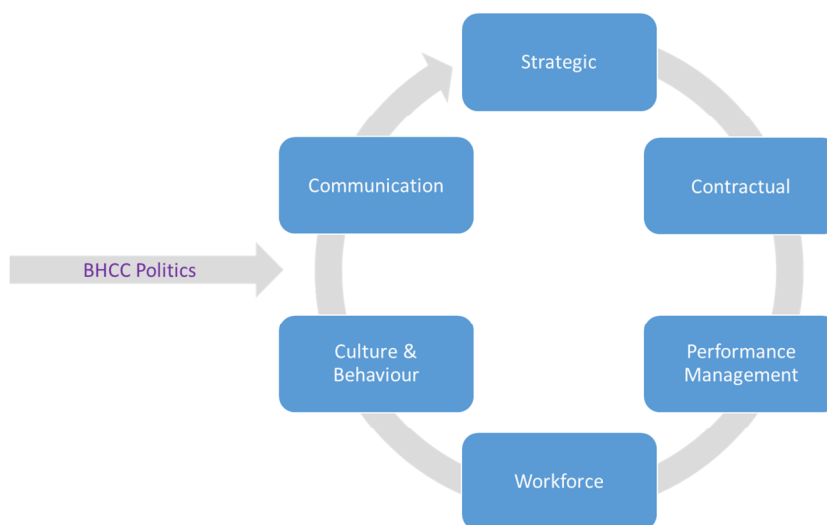 Strategic
Communication
Contractual
BHCC Politics
Culture &
Behaviour
Performance
Management
Workforce